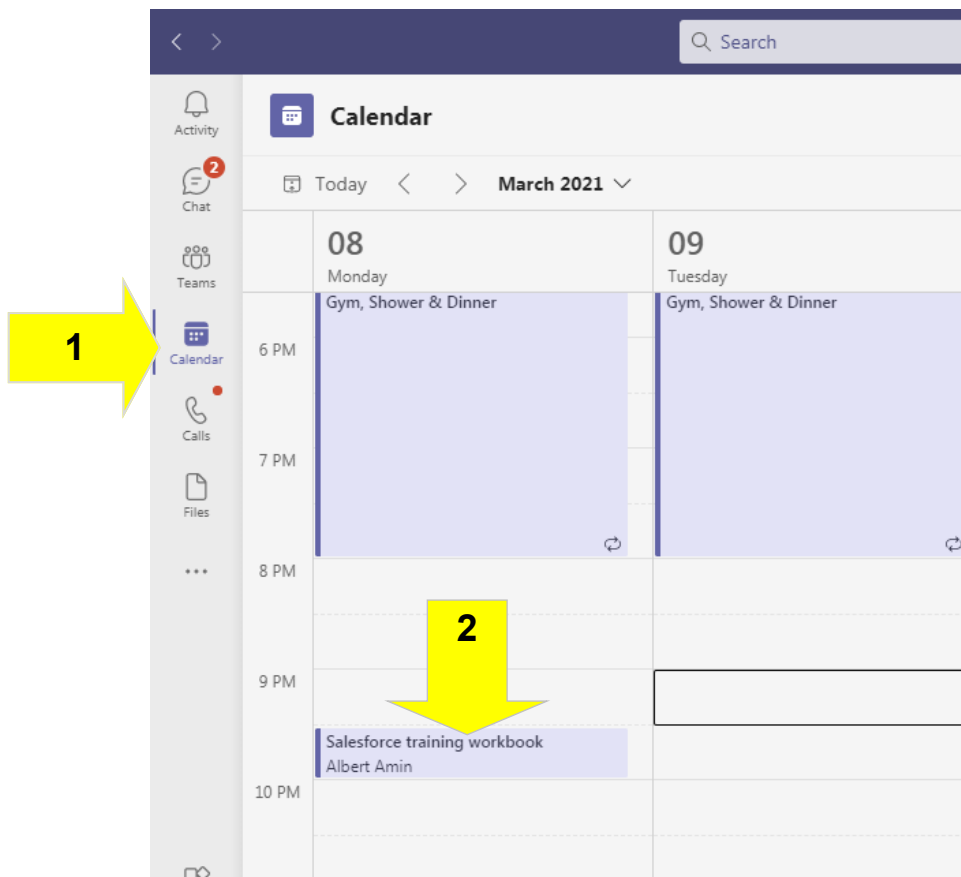 Search
Activity
2
Chat
Teams
Calendar
Calls
Files
Calendar
Today
March 2021
08
Monday
09
Tuesday
Gym, Shower & Dinner
Gym, Shower & Dinner
6 PM
7 PM
8 PM
9 PM
Salesforce training workbook
Albert Amin
10 PM
1
2